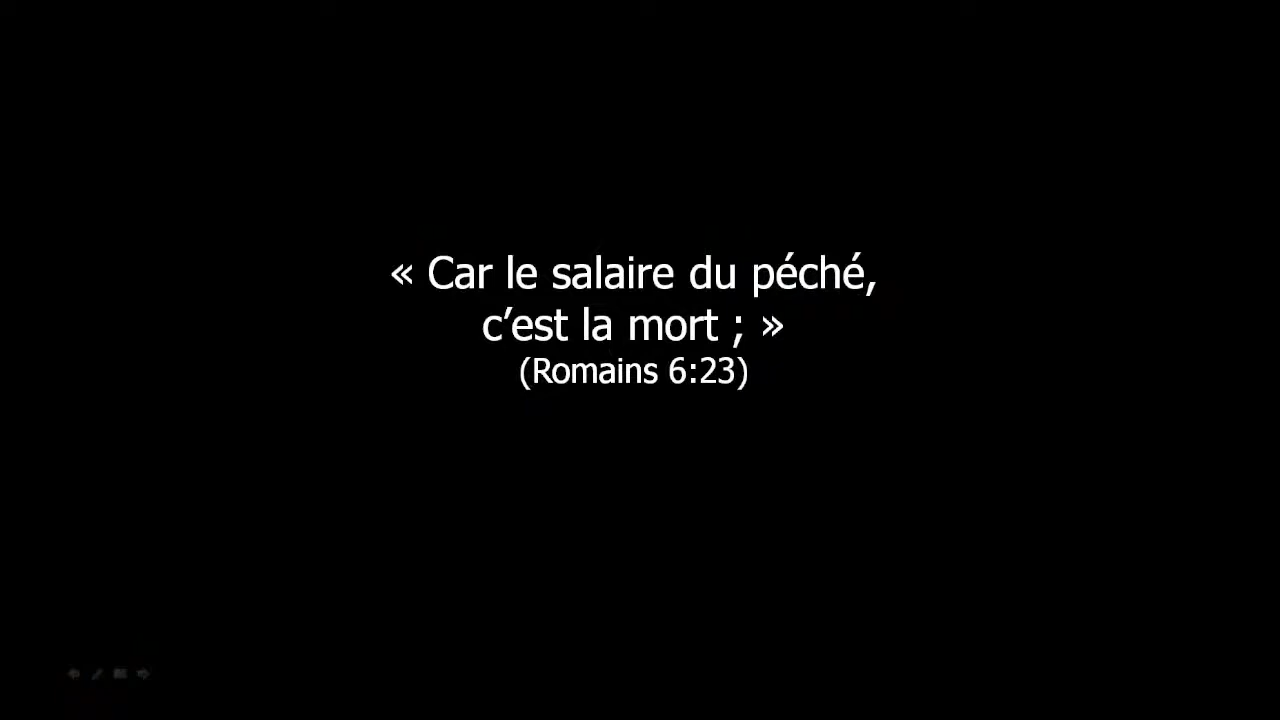 « Car le salaire du péché,
c’est la mort ; »
(Romains 6:23)